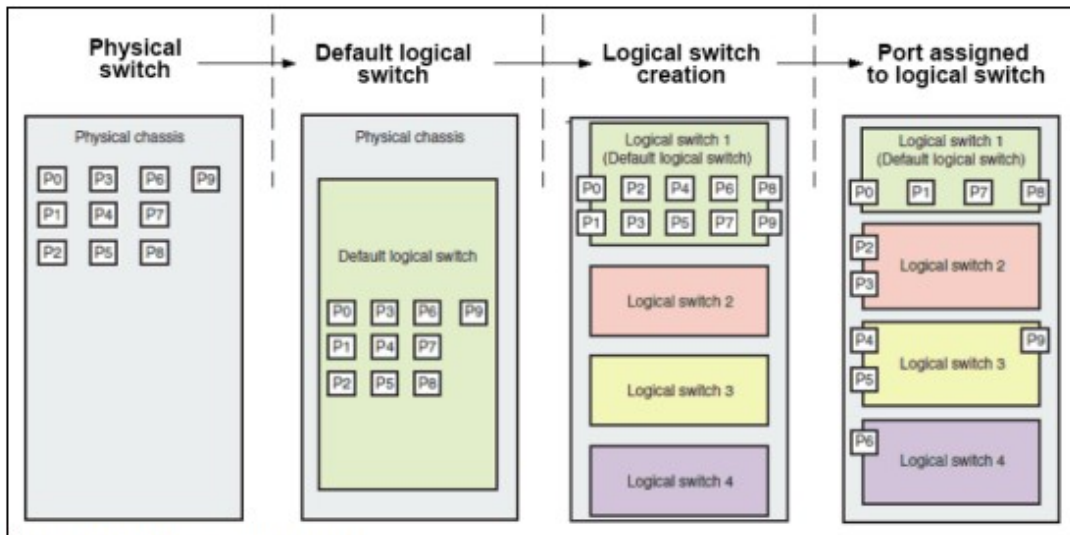 Physical
switch
Default logical
switch
Logical switch
creation
Port assigned
to logical switch
Physical chassis
P0 P3 P6 P9
P1 P4 P7
P2 P5 P8
Physical chassis
Default logical switch
P0 P3 P6 P9
P1 P4 P7
P2 P5 P8
Logical switch 1
(Default logical switch)
P0 P2 P4 P6 P8
P1 P3 P5 P7 P9
Logical switch 2
Logical switch 3
Logical switch 4
Logical switch 1
(Default logical switch)
P0 P1 P7 P8
P2
Logical switch 2
P3
P4 P9
Logical switch 3
P5
P6
Logical switch 4